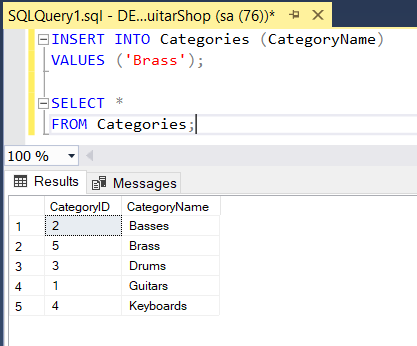 SQLQuery1.sql - DE...uitarShop (sa (76))*
INSERT INTO Categories (CategoryName)
VALUES ('Brass');
SELECT *
FROM Categories;
100 %
Results Messages
CategoryID CategoryName
1 2 Basses
2 5 Brass
3 3 Drums
4 1 Guitars
5 4 Keyboards